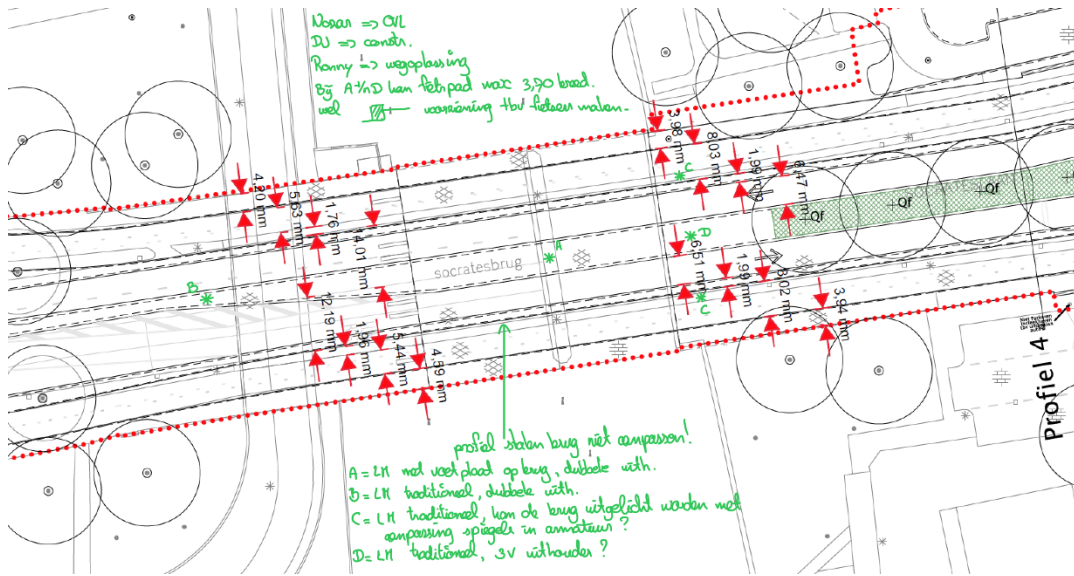 Nosar => OVL
DJ => constr.
Ronny => wegoplossing
Bij A t/m D kan fietspad max 3,70 breed.
wel voorziening tbv fietsers maken.
3,98 mm
8,03 mm
1,99 mm
6,47 mm
C
4,20 mm
5,63 mm
1,76 mm
14,01 mm
Qf
Qf
Qf
D
A
socratesbrug
6,51 mm
1,99 mm
8,02 mm
3,94 mm
B
C
12,19 mm
1,96 mm
5,44 mm
4,59 mm
Profiel 4
profiel stalen brug niet aanpassen!
A = LM met voetplaat op brug, dubbele uith.
B = LM traditioneel, dubbele uith.
C = LM traditioneel, kan de brug uitgelicht worden met
aanpassing spiegels in armatuur?
D = LM traditioneel, 3V uithouder?